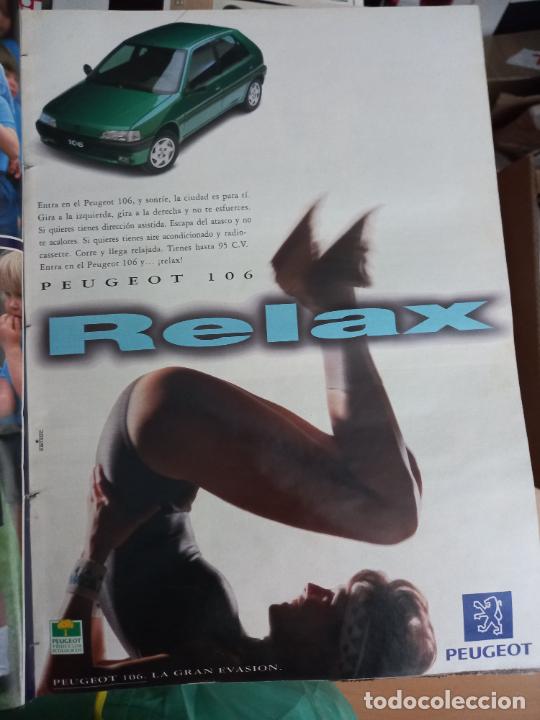 106
Entra en el Peugeot 106, y sonríe, la ciudad es para tí.
Gira a la izquierda, gira a la derecha y no te esfuerces.
Si quieres tienes dirección asistida. Escapa del atasco y no
te acalores. Si quieres tienes aire acondicionado y radio-
cassette. Corre y llega relajada. Tienes hasta 95 C.V.
Entra en el Peugeot 106 y... ¡relax!
PEUGEOT 106
Relax
PEUGEOT
PEUGEOT
PEUGEOT 106. LA GRAN EVASION.
todocoleccion.net